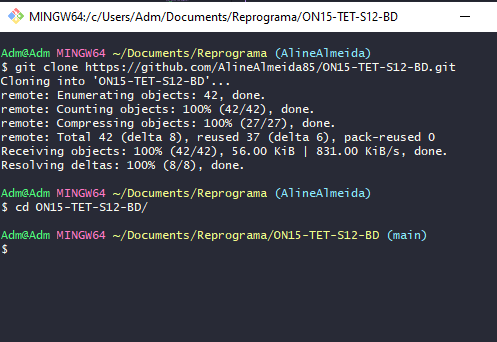 MINGW64:/c/Users/Adm/Documents/Reprograma/ON15-TET-S12-BD
Adm@Adm MINGW64 ~/Documents/Reprograma (AlineAlmeida)
$ git clone https://github.com/AlineAlmeida85/ON15-TET-S12-BD.git
Cloning into 'ON15-TET-S12-BD'...
remote: Enumerating objects: 42, done.
remote: Counting objects: 100% (42/42), done.
remote: Compressing objects: 100% (27/27), done.
remote: Total 42 (delta 8), reused 37 (delta 6), pack-reused 0
Receiving objects: 100% (42/42), 56.00 KiB | 831.00 KiB/s, done.
Resolving deltas: 100% (8/8), done.
Adm@Adm MINGW64 ~/Documents/Reprograma (AlineAlmeida)
$ cd ON15-TET-S12-BD/
Adm@Adm MINGW64 ~/Documents/Reprograma/ON15-TET-S12-BD (main)
$